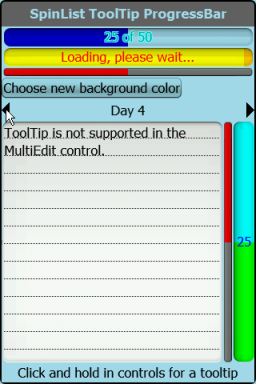 SpinList ToolTip ProgressBar
25 of 50
Loading, please wait...
Choose new background color
Day 4
ToolTip is not supported in the
MultiEdit control.
25
Click and hold in controls for a tooltip